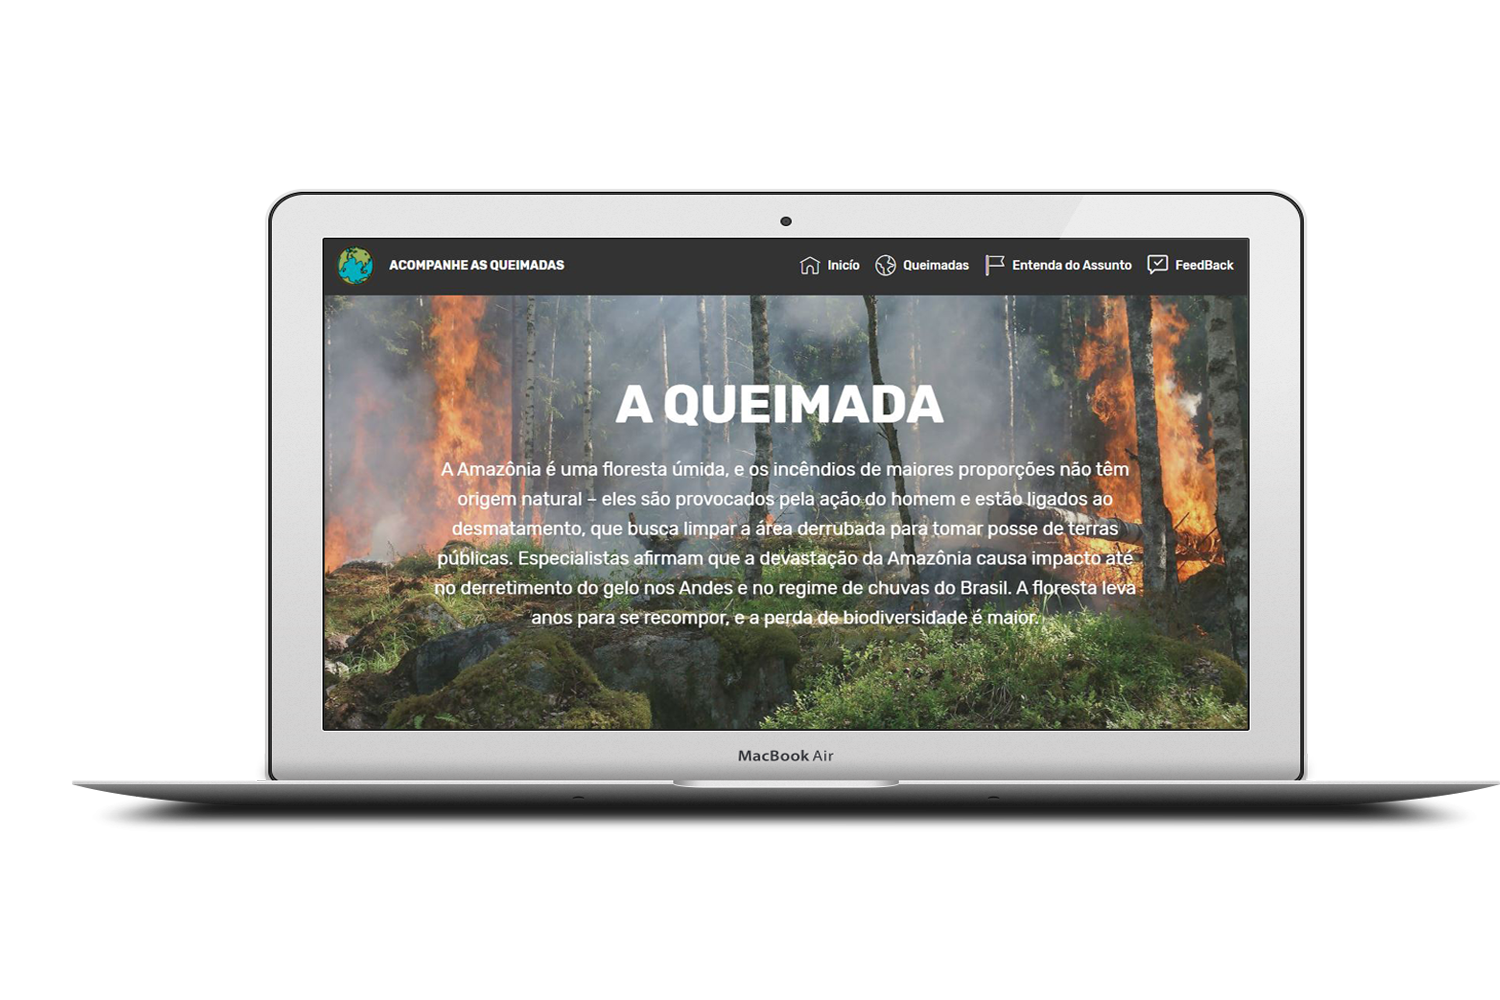 ACOMPANHE AS QUEIMADAS
Inicío
Queimadas
Entenda do Assunto
FeedBack
A QUEIMADA
A Amazônia é uma floresta úmida, e os incêndios de maiores proporções não têm
origem natural – eles são provocados pela ação do homem e estão ligados ao
desmatamento, que busca limpar a área derrubada para tomar posse de terras
públicas. Especialistas afirmam que a devastação da Amazônia causa impacto até
no derretimento do gelo nos Andes e no regime de chuvas do Brasil. A floresta leva
anos para se recompor, e a perda de biodiversidade é maior.
MacBook Air